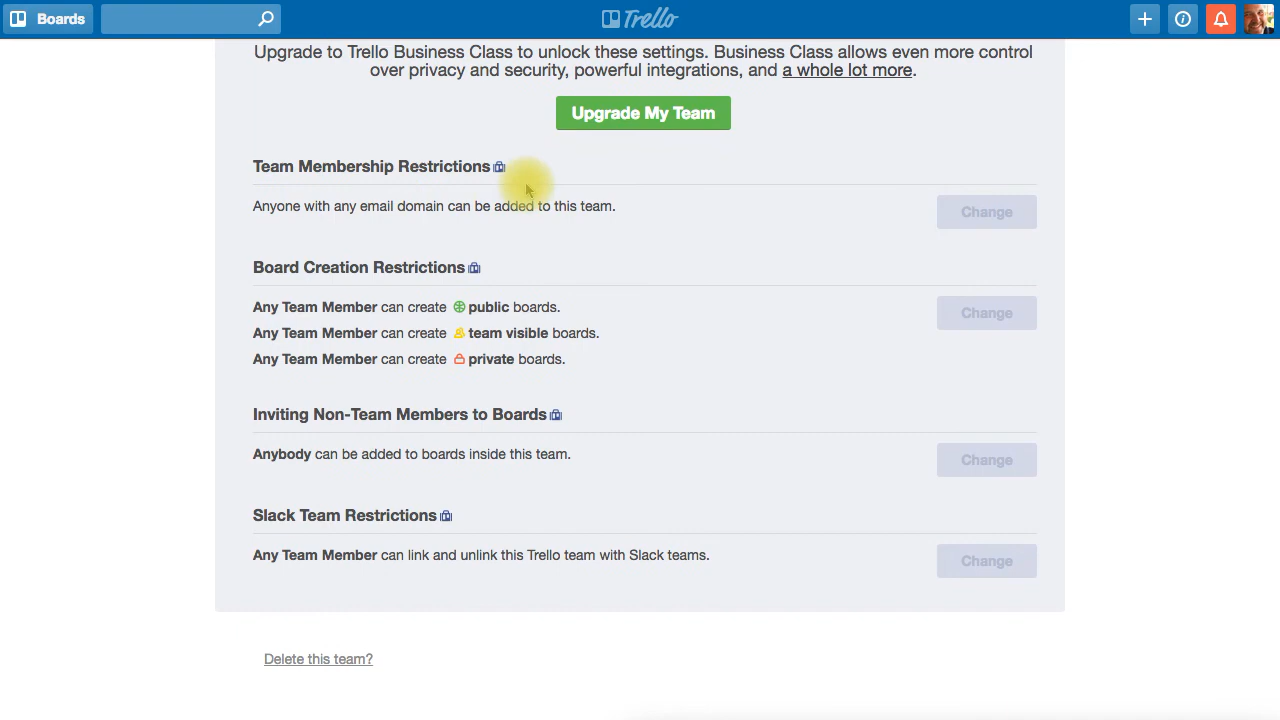 Boards
Trello
Upgrade to Trello Business Class to unlock these settings. Business Class allows even more control
over privacy and security, powerful integrations, and a whole lot more.
Upgrade My Team
Team Membership Restrictions
Anyone with any email domain can be added to this team.
Change
Board Creation Restrictions
Any Team Member can create public boards.
Change
Any Team Member can create team visible boards.
Any Team Member can create private boards.
Inviting Non-Team Members to Boards
Anybody can be added to boards inside this team.
Change
Slack Team Restrictions
Any Team Member can link and unlink this Trello team with Slack teams.
Change
Delete this team?